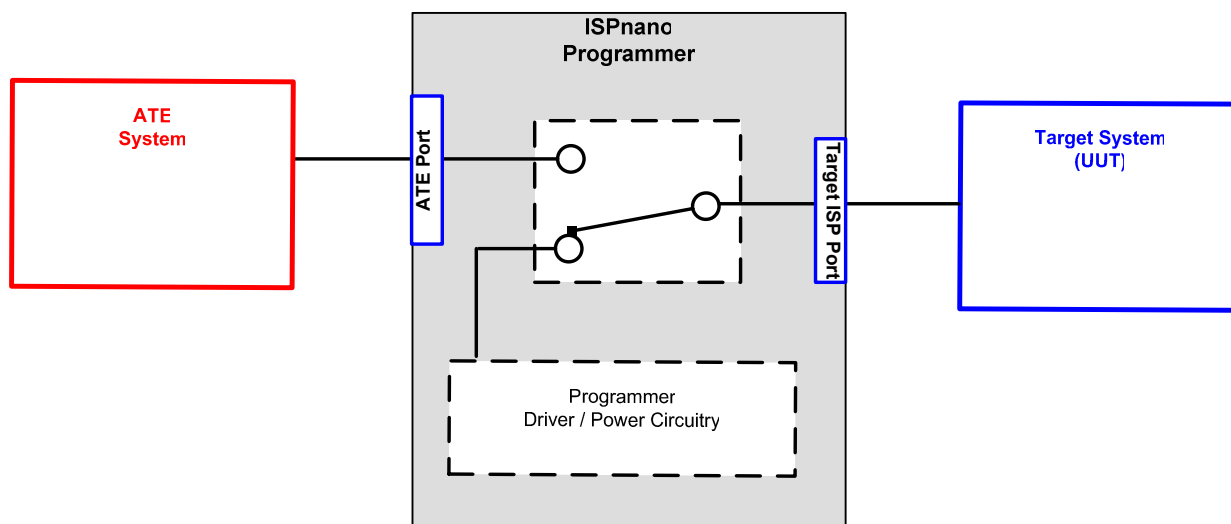 ISPnano
Programmer
ATE
System
ATE Port
Target ISP Port
Target System
(UUT)
Programmer
Driver / Power Circuitry